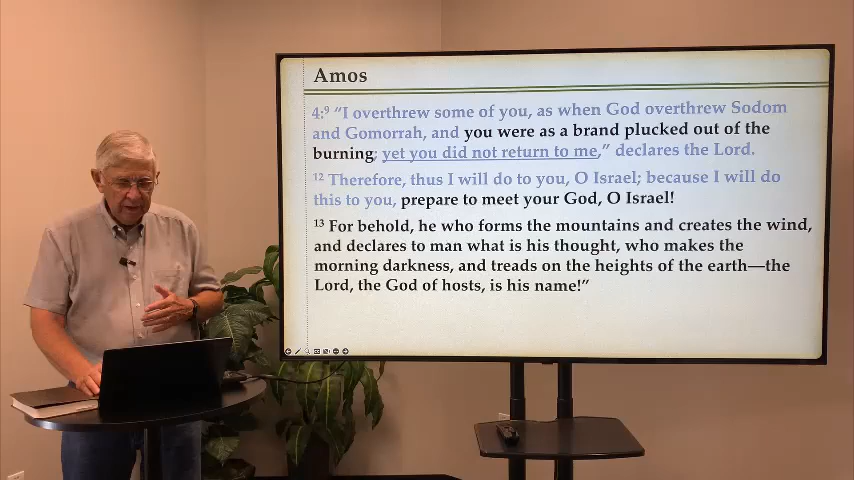 Amos
4:9 “I overthrew some of you, as when God overthrew Sodom
and Gomorrah, and you were as a brand plucked out of the
burning; yet you did not return to me,” declares the Lord.
12 Therefore, thus I will do to you, O Israel; because I will do
this to you, prepare to meet your God, O Israel!
13 For behold, he who forms the mountains and creates the wind,
and declares to man what is his thought, who makes the
morning darkness, and treads on the heights of the earth—the
Lord, the God of hosts, is his name!”